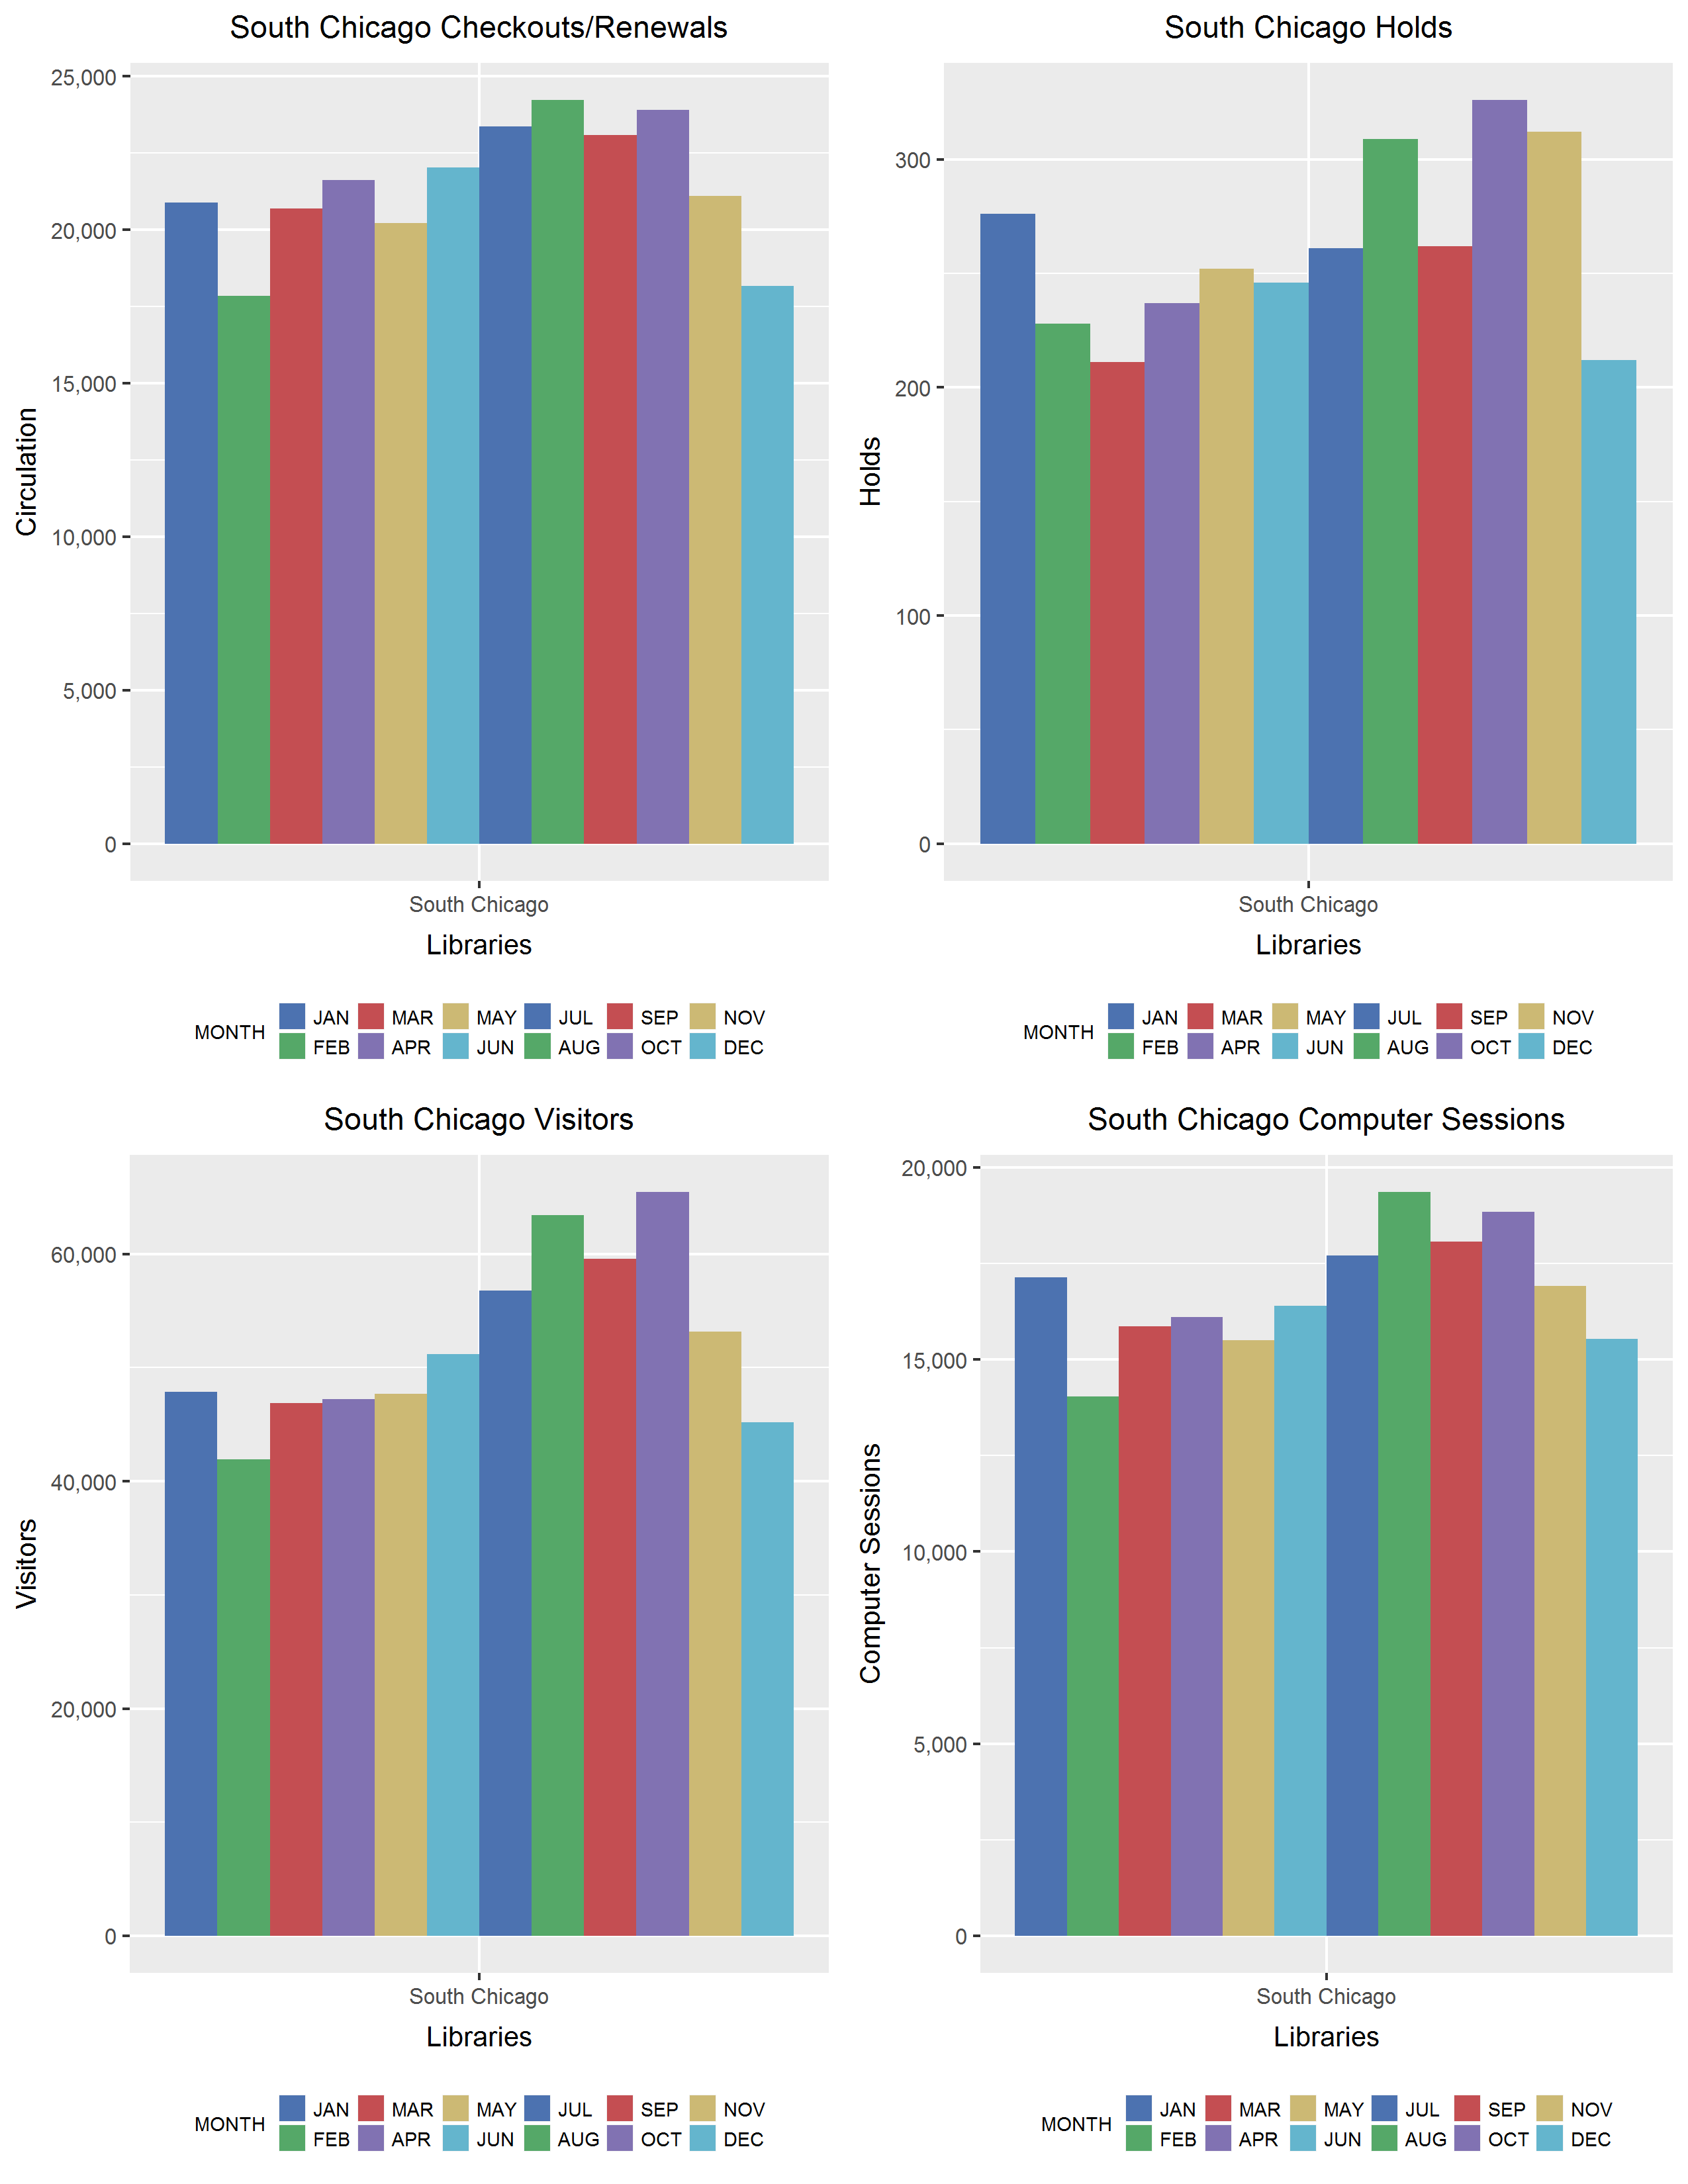 South Chicago Checkouts/Renewals
25,000
20,000
15,000
10,000
5,000
0
Circulation
South Chicago
Libraries
MONTH
JAN MAR MAY JUL SEP NOV
FEB APR JUN AUG OCT DEC
South Chicago Holds
300
200
100
0
Holds
South Chicago
Libraries
MONTH
JAN MAR MAY JUL SEP NOV
FEB APR JUN AUG OCT DEC
South Chicago Visitors
60,000
40,000
20,000
0
Visitors
South Chicago
Libraries
MONTH
JAN MAR MAY JUL SEP NOV
FEB APR JUN AUG OCT DEC
South Chicago Computer Sessions
20,000
15,000
10,000
5,000
0
Computer Sessions
South Chicago
Libraries
MONTH
JAN MAR MAY JUL SEP NOV
FEB APR JUN AUG OCT DEC